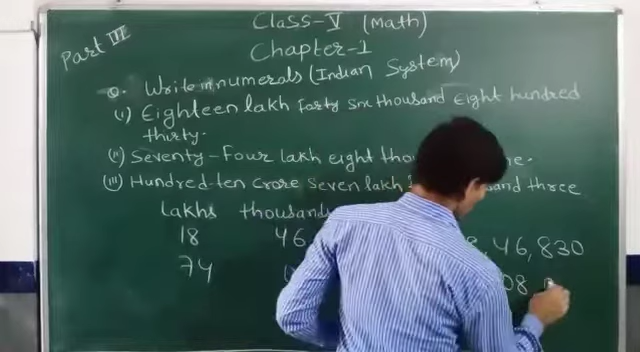 Part III
Class-V (Math)
Chapter-1
Q. Write in numerals (Indian System)
(i) Eighteen lakh forty six thousand Eight hundred
thirty.
(ii) Seventy-Four lakh eight
(iii) Hundred-ten Crore Seven lakh three
Lakhs thousands
18 46, 46,830
74 08